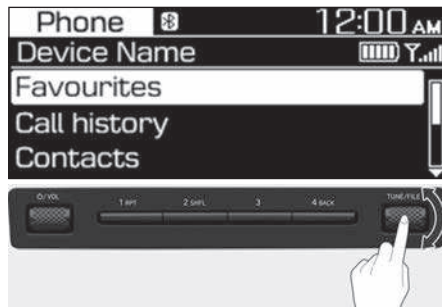 Phone 12:00 AM
Device Name
Favourites
Call history
Contacts
⏻/VOL 1 RPT 2 SHFL 3 4 BACK TUNE/FILE